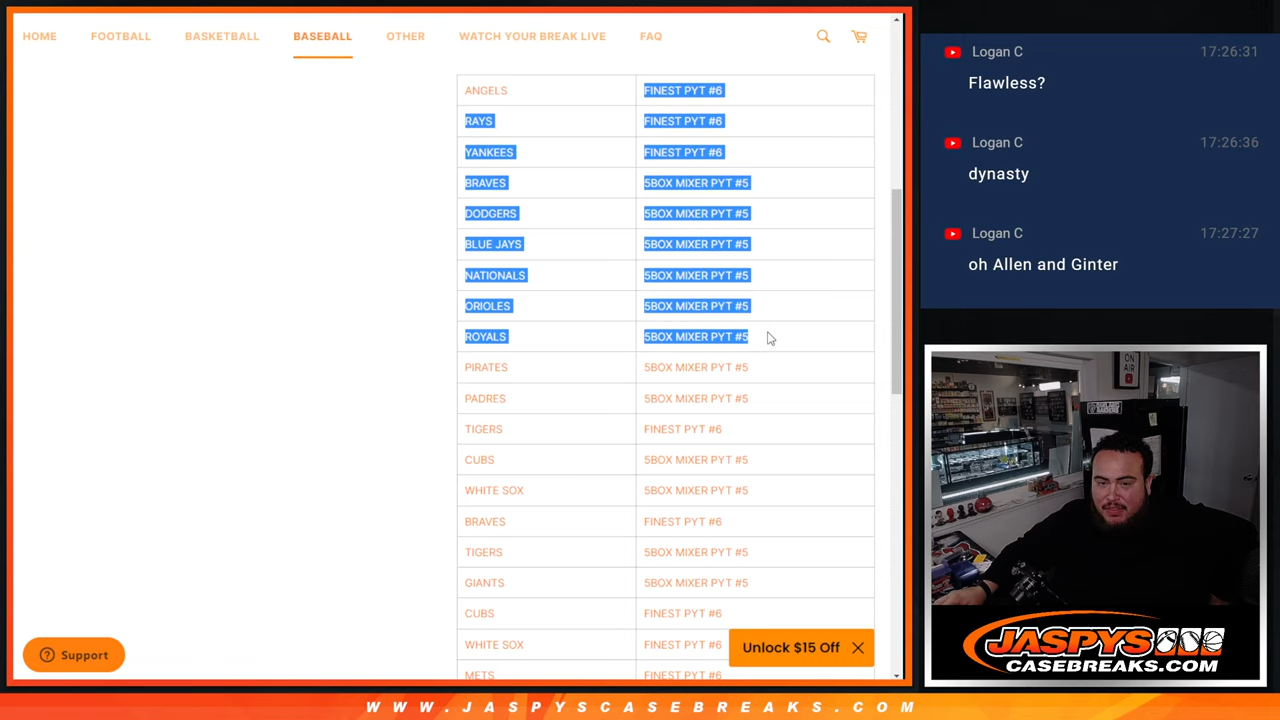 HOME FOOTBALL BASKETBALL BASEBALL OTHER WATCH YOUR BREAK LIVE FAQ
ANGELS FINEST PYT #6
RAYS FINEST PYT #6
YANKEES FINEST PYT #6
BRAVES 5BOX MIXER PYT #5
DODGERS 5BOX MIXER PYT #5
BLUE JAYS 5BOX MIXER PYT #5
NATIONALS 5BOX MIXER PYT #5
ORIOLES 5BOX MIXER PYT #5
ROYALS 5BOX MIXER PYT #5
PIRATES 5BOX MIXER PYT #5
PADRES 5BOX MIXER PYT #5
TIGERS FINEST PYT #6
CUBS 5BOX MIXER PYT #5
WHITE SOX 5BOX MIXER PYT #5
BRAVES FINEST PYT #6
TIGERS 5BOX MIXER PYT #5
GIANTS 5BOX MIXER PYT #5
CUBS FINEST PYT #6
WHITE SOX FINEST PYT #6
METS FINEST PYT #6
Support
Unlock $15 Off
Logan C 17:26:31
Flawless?
Logan C 17:26:36
dynasty
Logan C 17:27:27
oh Allen and Ginter
ON
AIR
JASPYS
CASEBREAKS.COM
WWW.JASPYSCASEBREAKS.COM